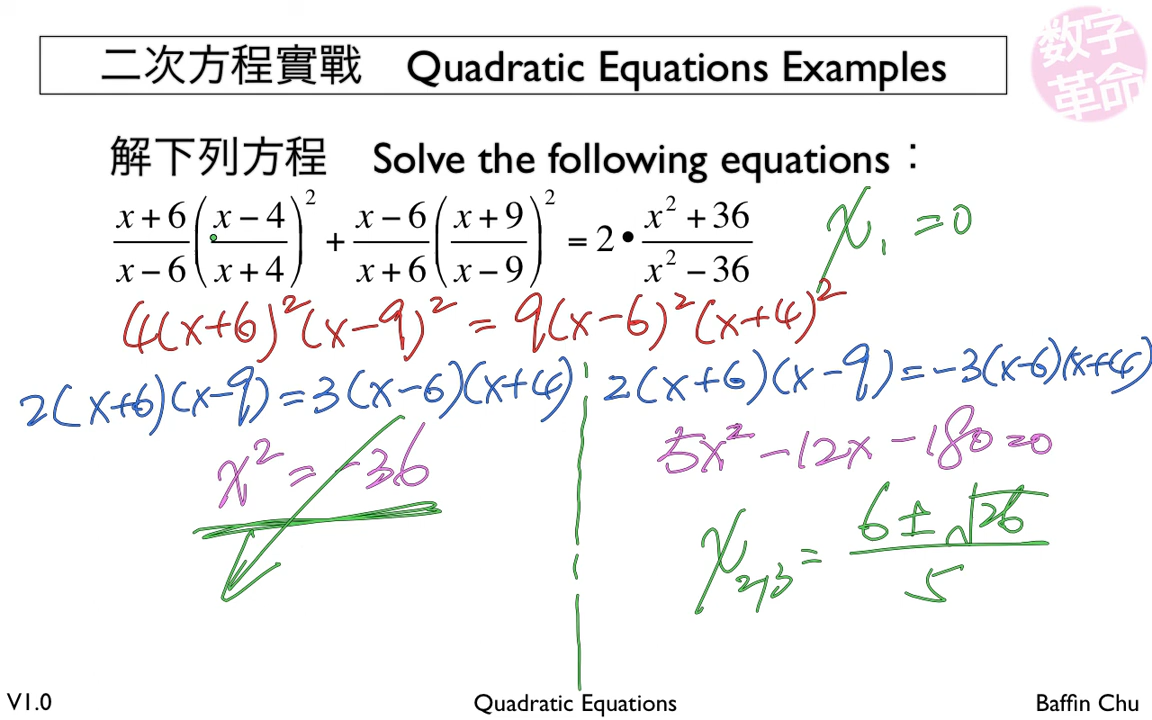 数字
革命
二次方程實戰 Quadratic Equations Examples
解下列方程 Solve the following equations：
x + 6 / x − 6 ( x − 4 / x + 4 )² + x − 6 / x + 6 ( x + 9 / x − 9 )² = 2 • x² + 36 / x² − 36
x₁ = 0
4(x+6)²(x−9)² = 9(x−6)²(x+4)²
2(x+6)(x−9) = 3(x−6)(x+4)
2(x+6)(x−9) = −3(x−6)(x+4)
x² = −36
5x² − 12x − 180 = 0
x₂,₃ = 6 ± √26 / 5
V1.0
Quadratic Equations
Baffin Chu